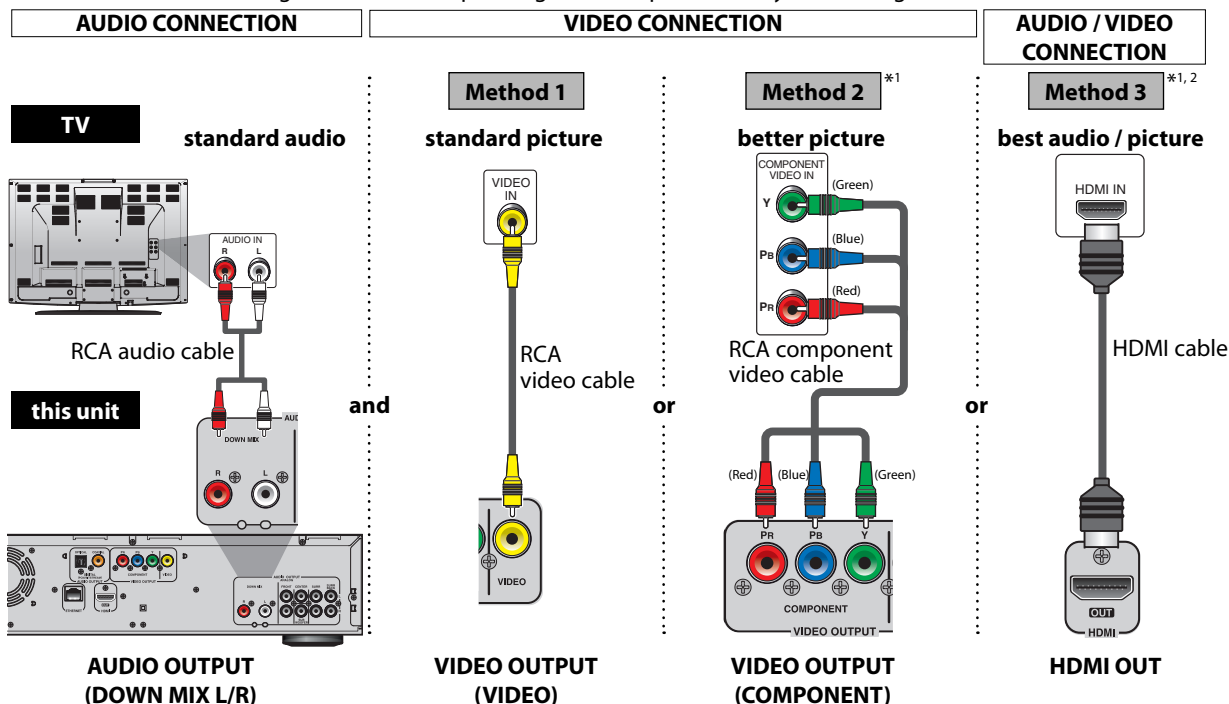 AUDIO CONNECTION
VIDEO CONNECTION
AUDIO / VIDEO
CONNECTION
Method 1
Method 2 *1
Method 3 *1, 2
TV
standard audio
standard picture
better picture
best audio / picture
AUDIO IN
R L
VIDEO
IN
COMPONENT
VIDEO IN
Y
(Green)
PB
(Blue)
PR
(Red)
HDMI IN
RCA audio cable
RCA
video cable
RCA component
video cable
HDMI cable
this unit
and
or
or
DOWN MIX
R L
VIDEO
(Red)
(Blue)
(Green)
PR
PB
Y
COMPONENT
VIDEO OUTPUT
OUT
HDMI
AUDIO OUTPUT
(DOWN MIX L/R)
VIDEO OUTPUT
(VIDEO)
VIDEO OUTPUT
(COMPONENT)
HDMI OUT